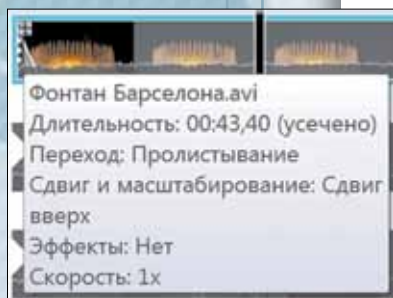 Фонтан Барселона.avi
Длительность: 00:43,40 (усечено)
Переход: Пролистывание
Сдвиг и масштабирование: Сдвиг
вверх
Эффекты: Нет
Скорость: 1x